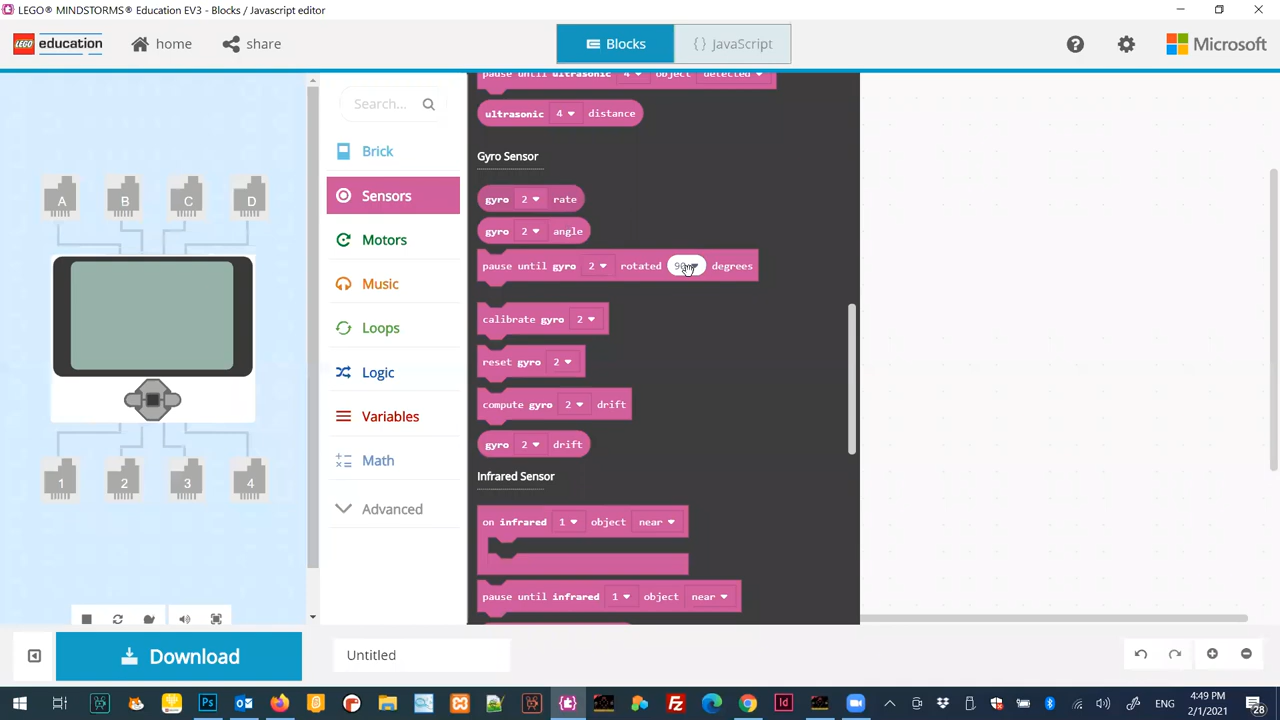 LEGO® MINDSTORMS® Education EV3 - Blocks / Javascript editor
LEGO education
home
share
Blocks
{ } JavaScript
Microsoft
A
B
C
D
1
2
3
4
Download
Search...
Brick
Sensors
Motors
Music
Loops
Logic
Variables
Math
Advanced
pause until ultrasonic 4 object detected
ultrasonic 4 distance
Gyro Sensor
gyro 2 rate
gyro 2 angle
pause until gyro 2 rotated 90 degrees
calibrate gyro 2
reset gyro 2
compute gyro 2 drift
gyro 2 drift
Infrared Sensor
on infrared 1 object near
pause until infrared 1 object near
Untitled
Ps
Fz
Id
ENG
4:49 PM
2/1/2021
28